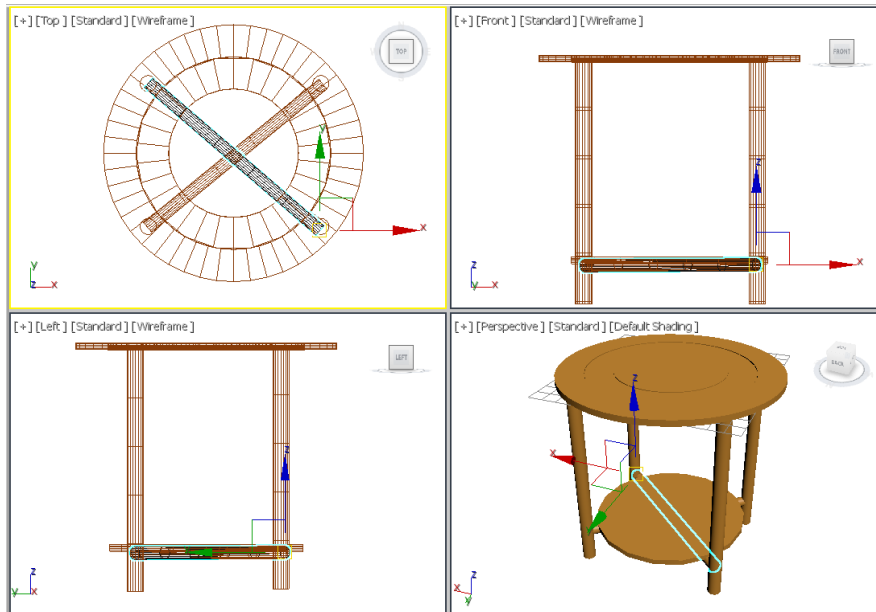 [+] [Top] [Standard] [Wireframe]
TOP
y
x
y
z
x
[+] [Front] [Standard] [Wireframe]
FRONT
z
x
z
x
[+] [Left] [Standard] [Wireframe]
LEFT
z
y
z
y
x
[+] [Perspective] [Standard] [Default Shading]
BACK
z
x
z
x
y